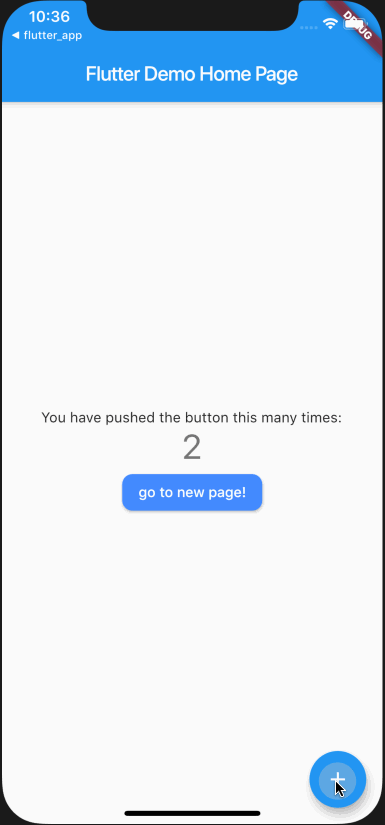 10:36
◀ flutter_app
DEBUG
Flutter Demo Home Page
You have pushed the button this many times:
2
go to new page!
+